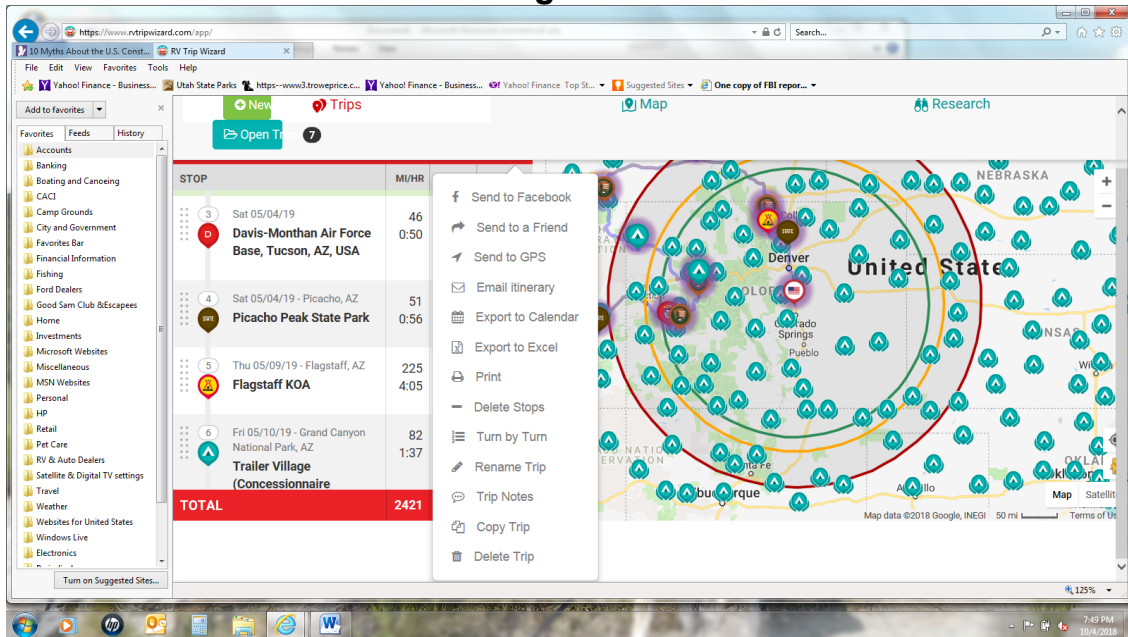 https://www.rvtripwizard.com/app/
Search...
10 Myths About the U.S. Const...
RV Trip Wizard
File Edit View Favorites Tools Help
Yahoo! Finance - Business...
Utah State Parks
https--www3.troweprice.c...
Yahoo! Finance - Business...
Yahoo! Finance Top St...
Suggested Sites
One copy of FBI repor...
Add to favorites
Favorites Feeds History
Accounts
Banking
Boating and Canoeing
CACI
Camp Grounds
City and Government
Favorites Bar
Financial Information
Fishing
Ford Dealers
Good Sam Club &Escapees
Home
Investments
Microsoft Websites
Miscellaneous
MSN Websites
Personal
HP
Retail
Pet Care
RV & Auto Dealers
Satellite & Digital TV settings
Travel
Weather
Websites for United States
Windows Live
Electronics
Turn on Suggested Sites...
New
Trips
Map
Research
Open Tr
7
STOP MI/HR
3 Sat 05/04/19 46
D Davis-Monthan Air Force 0:50
Base, Tucson, AZ, USA
4 Sat 05/04/19 - Picacho, AZ 51
STATE Picacho Peak State Park 0:56
5 Thu 05/09/19 - Flagstaff, AZ 225
Flagstaff KOA 4:05
6 Fri 05/10/19 - Grand Canyon 82
National Park, AZ 1:37
Trailer Village
(Concessionaire
TOTAL 2421
Send to Facebook
Send to a Friend
Send to GPS
Email itinerary
Export to Calendar
Export to Excel
Print
Delete Stops
Turn by Turn
Rename Trip
Trip Notes
Copy Trip
Delete Trip
NEBRASKA
STATE
Denver
United State
Springs
Pueblo
Map Satellit
Map data ©2018 Google, INEGI 50 mi Terms of Us
125%
7:49 PM
10/4/2018